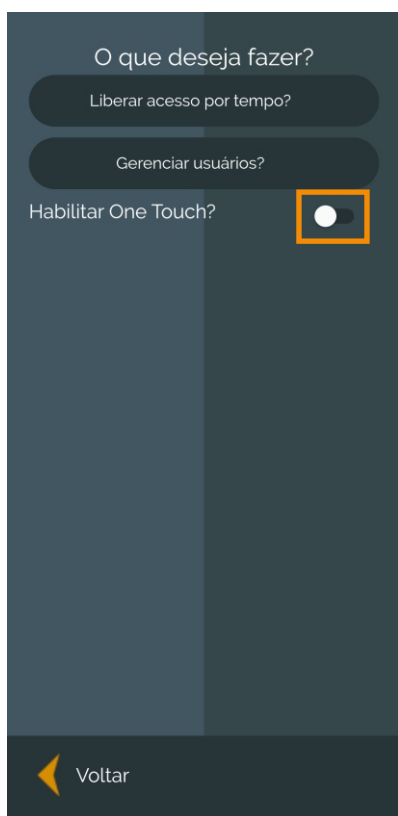 O que deseja fazer?
Liberar acesso por tempo?
Gerenciar usuários?
Habilitar One Touch?
Voltar